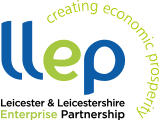 creating economic prosperity
llep
Leicester & Leicestershire
Enterprise Partnership